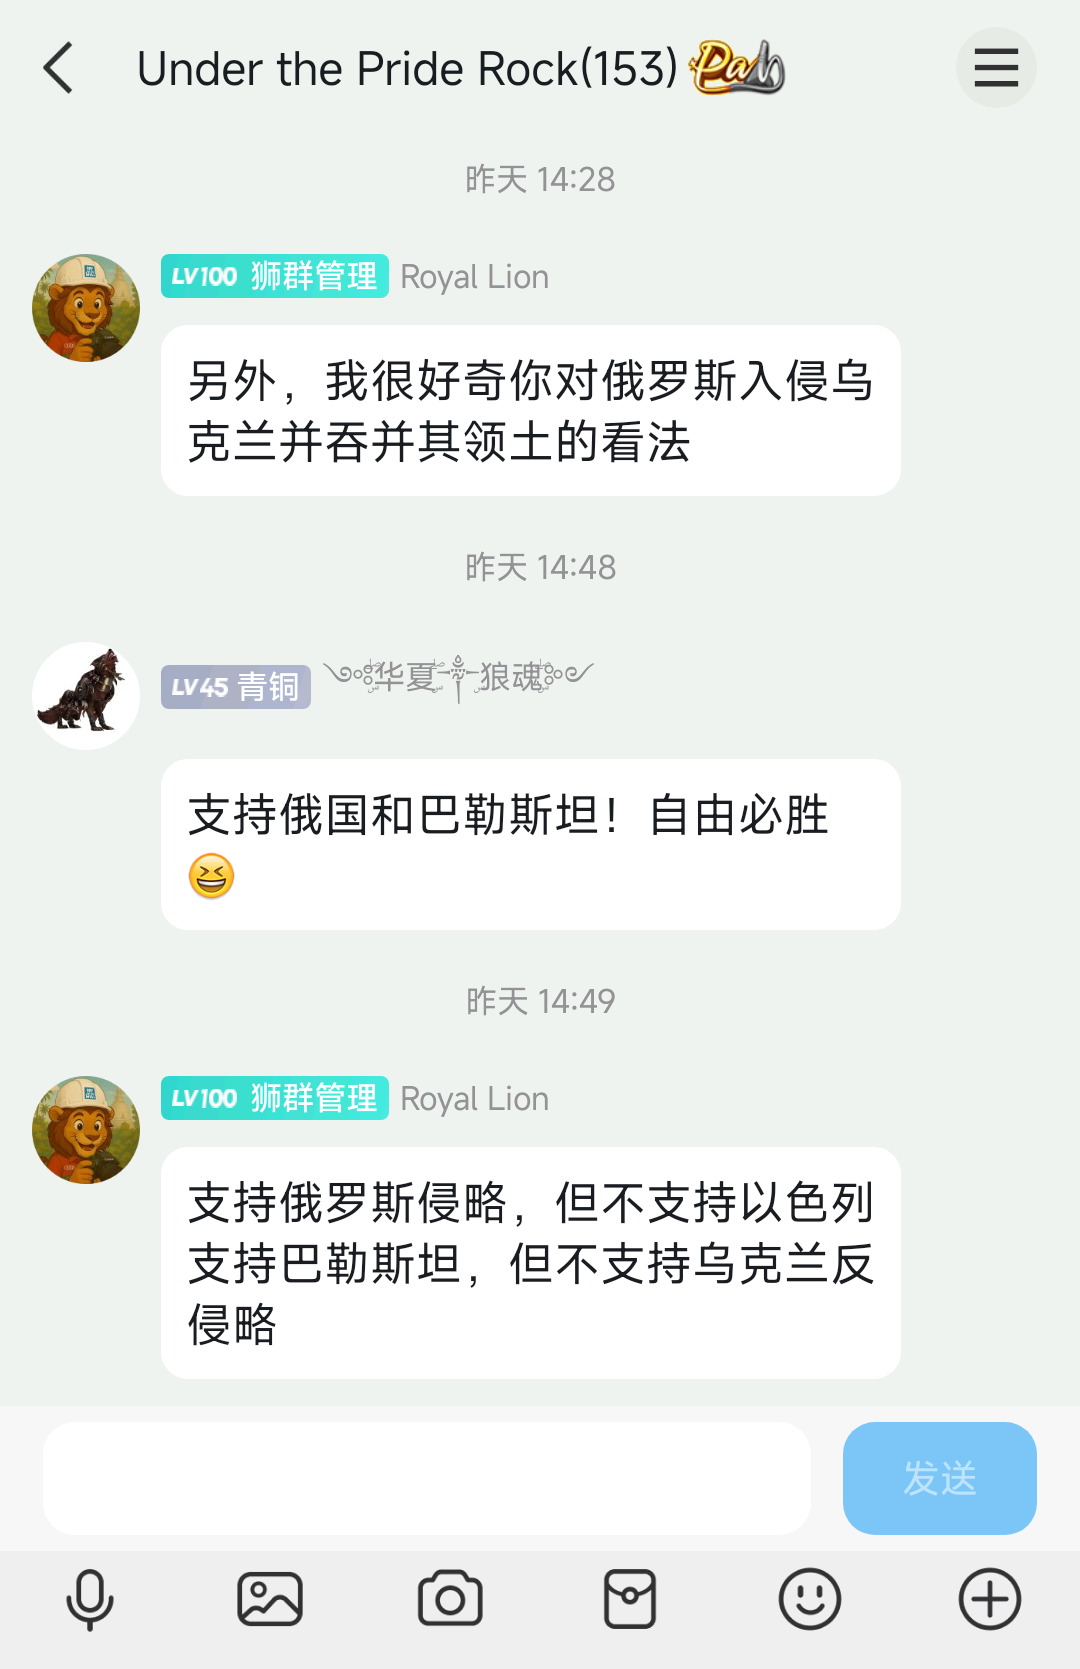 Under the Pride Rock(153)
昨天 14:28
LV100 狮群管理 Royal Lion
另外，我很好奇你对俄罗斯入侵乌
克兰并吞并其领土的看法
昨天 14:48
LV45 青铜 华夏狼魂
支持俄国和巴勒斯坦！自由必胜
😆
昨天 14:49
LV100 狮群管理 Royal Lion
支持俄罗斯侵略，但不支持以色列
支持巴勒斯坦，但不支持乌克兰反
侵略
发送